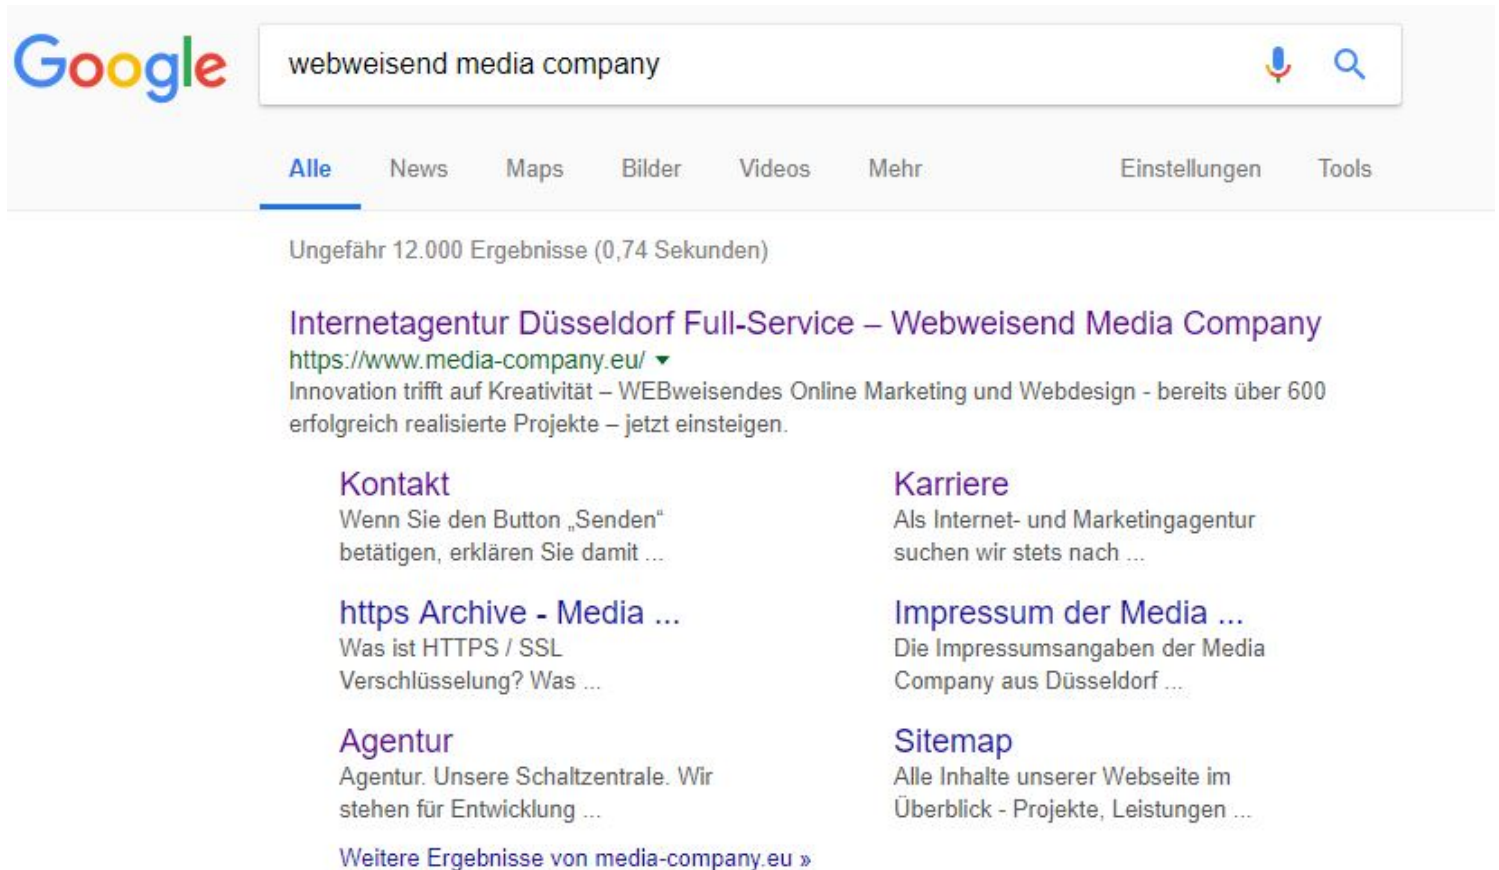 Google
webweisend media company
Alle News Maps Bilder Videos Mehr Einstellungen Tools
Ungefähr 12.000 Ergebnisse (0,74 Sekunden)
Internetagentur Düsseldorf Full-Service – Webweisend Media Company
https://www.media-company.eu/
Innovation trifft auf Kreativität – WEBweisendes Online Marketing und Webdesign - bereits über 600
erfolgreich realisierte Projekte – jetzt einsteigen.
Kontakt
Wenn Sie den Button „Senden“
betätigen, erklären Sie damit ...
Karriere
Als Internet- und Marketingagentur
suchen wir stets nach ...
https Archive - Media ...
Was ist HTTPS / SSL
Verschlüsselung? Was ...
Impressum der Media ...
Die Impressumsangaben der Media
Company aus Düsseldorf ...
Agentur
Agentur. Unsere Schaltzentrale. Wir
stehen für Entwicklung ...
Sitemap
Alle Inhalte unserer Webseite im
Überblick - Projekte, Leistungen ...
Weitere Ergebnisse von media-company.eu »